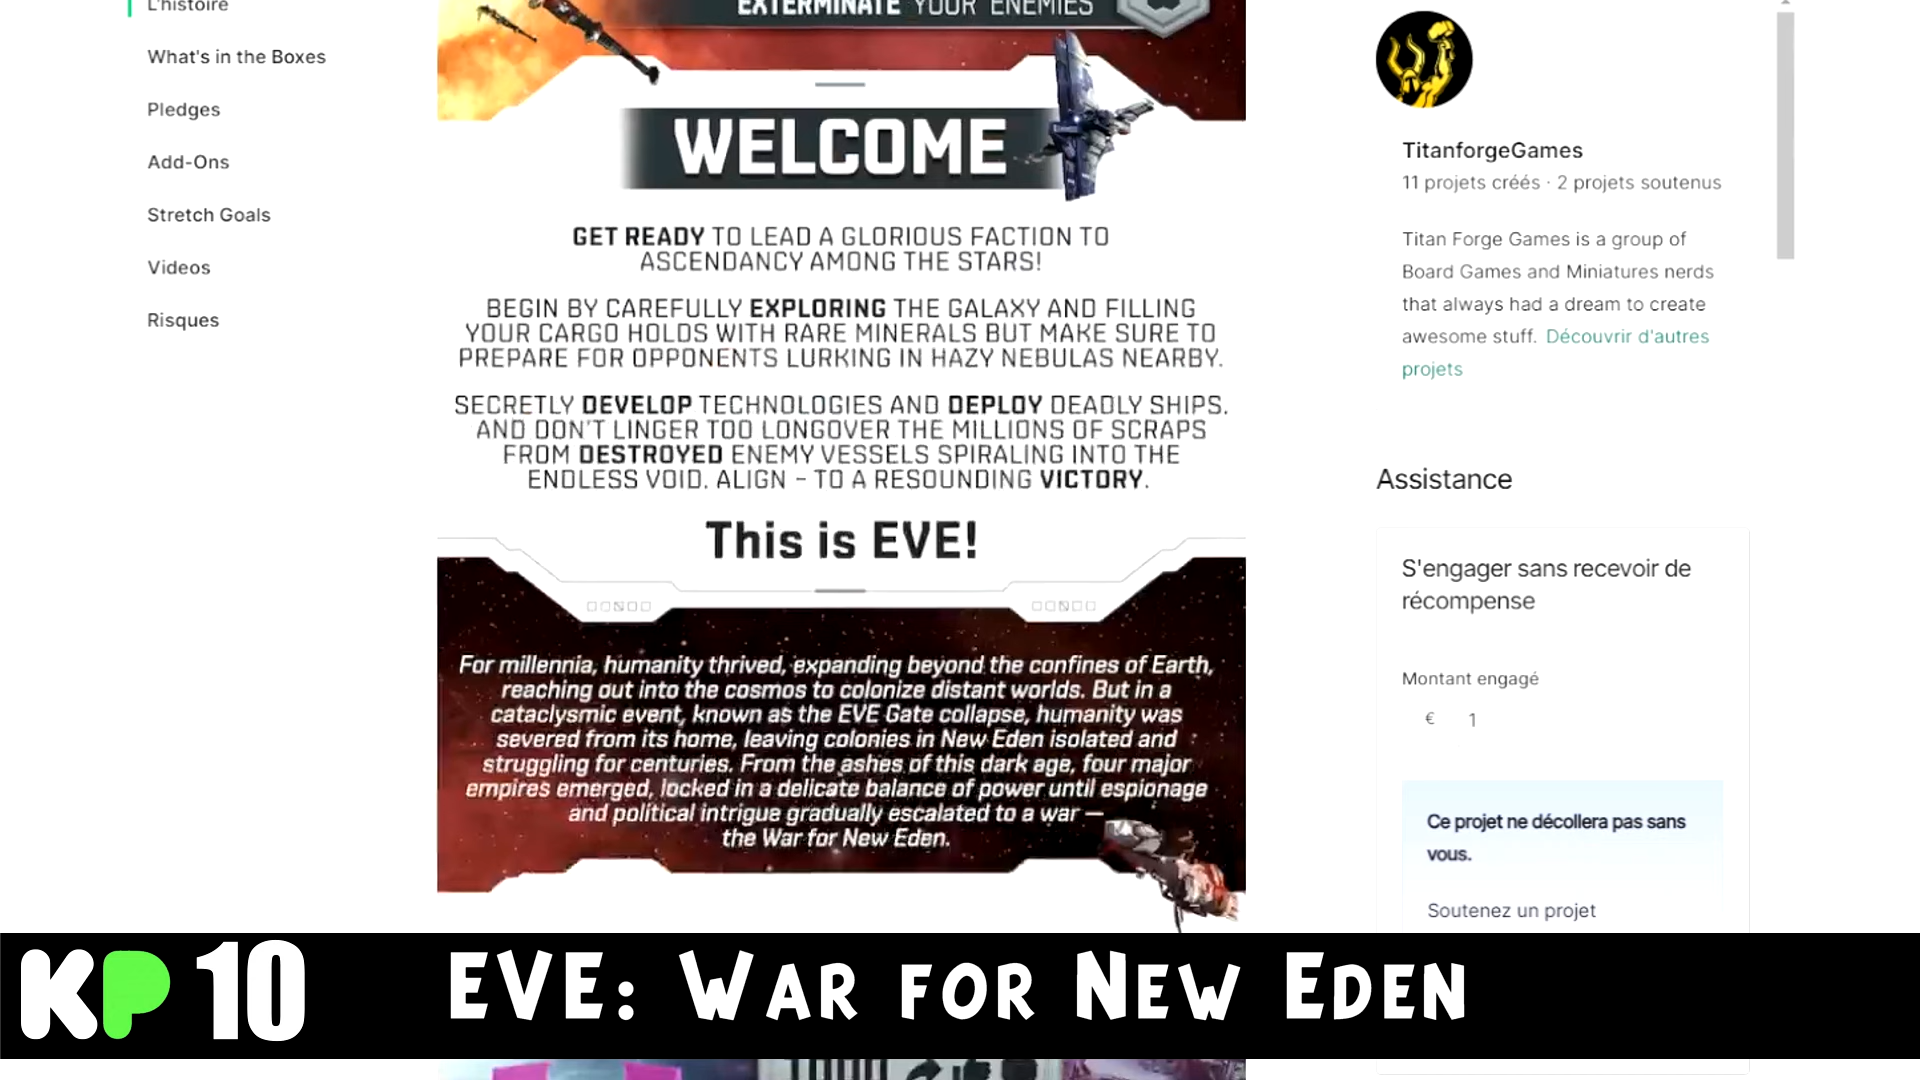 L'histoire
What's in the Boxes
Pledges
Add-Ons
Stretch Goals
Videos
Risques
EXTERMINATE YOUR ENEMIES
WELCOME
GET READY TO LEAD A GLORIOUS FACTION TO
ASCENDANCY AMONG THE STARS!
BEGIN BY CAREFULLY EXPLORING THE GALAXY AND FILLING
YOUR CARGO HOLDS WITH RARE MINERALS BUT MAKE SURE TO
PREPARE FOR OPPONENTS LURKING IN HAZY NEBULAS NEARBY.
SECRETLY DEVELOP TECHNOLOGIES AND DEPLOY DEADLY SHIPS.
AND DON'T LINGER TOO LONGOVER THE MILLIONS OF SCRAPS
FROM DESTROYED ENEMY VESSELS SPIRALING INTO THE
ENDLESS VOID. ALIGN - TO A RESOUNDING VICTORY.
This is EVE!
For millennia, humanity thrived, expanding beyond the confines of Earth,
reaching out into the cosmos to colonize distant worlds. But in a
cataclysmic event, known as the EVE Gate collapse, humanity was
severed from its home, leaving colonies in New Eden isolated and
struggling for centuries. From the ashes of this dark age, four major
empires emerged, locked in a delicate balance of power until espionage
and political intrigue gradually escalated to a war —
the War for New Eden.
TitanforgeGames
11 projets créés · 2 projets soutenus
Titan Forge Games is a group of
Board Games and Miniatures nerds
that always had a dream to create
awesome stuff. Découvrir d'autres
projets
Assistance
S'engager sans recevoir de
récompense
Montant engagé
€ 1
Ce projet ne décollera pas sans
vous.
Soutenez un projet
KP 10 EVE: WAR FOR NEW EDEN